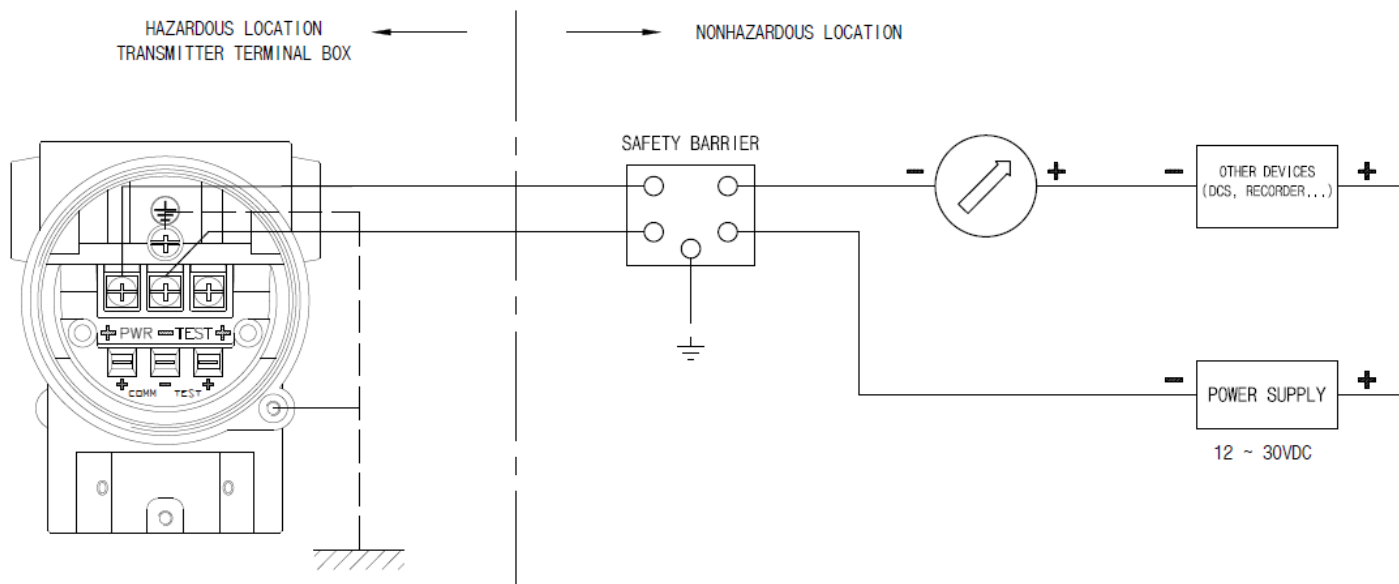 HAZARDOUS LOCATION
TRANSMITTER TERMINAL BOX
NONHAZARDOUS LOCATION
SAFETY BARRIER
- + - OTHER DEVICES +
(DCS, RECORDER...)
+ PWR - TEST +
+ - +
COMM TEST
- POWER SUPPLY +
12 ~ 30VDC